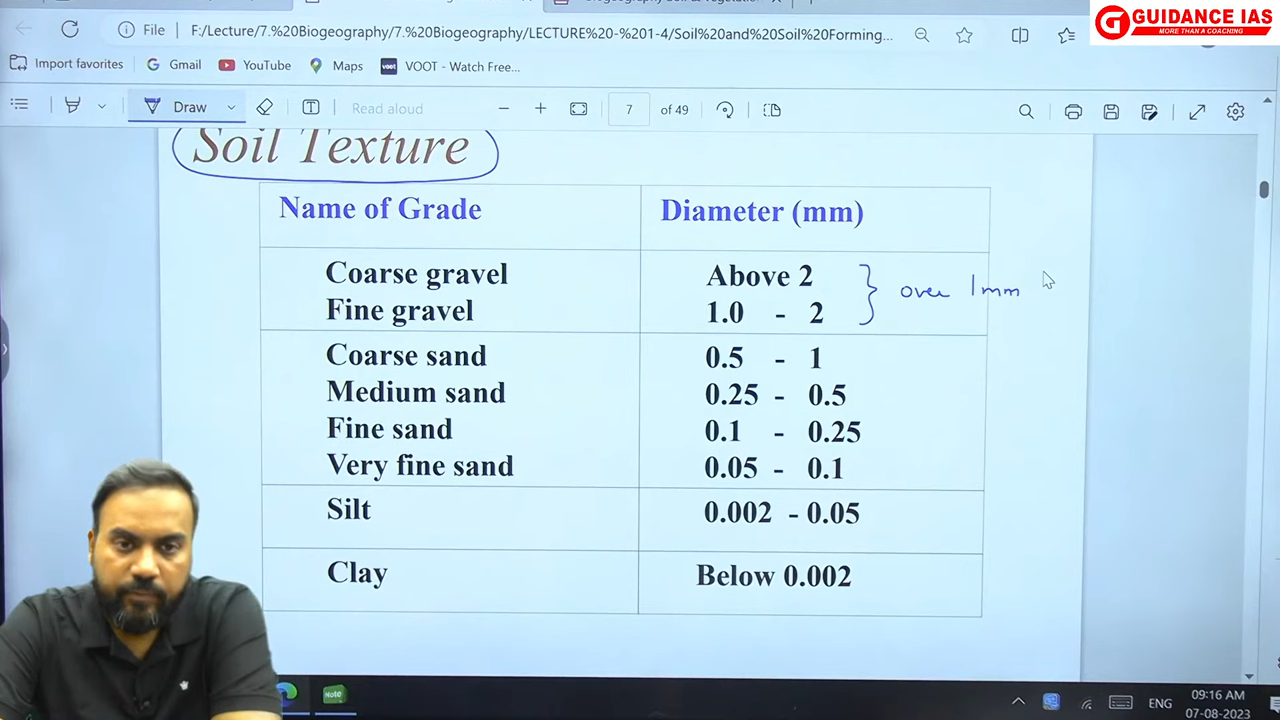 GUIDANCE IAS
MORE THAN A COACHING
File
F:/Lecture/7.%20Biogeography/7.%20Biogeography/LECTURE%20-%201-4/Soil%20and%20Soil%20Forming...
Import favorites
Gmail
YouTube
Maps
voot
VOOT - Watch Free...
Draw
Read aloud
7
of 49
Soil Texture
Name of Grade
Diameter (mm)
Coarse gravel
Above 2
Fine gravel
1.0 - 2
over 1mm
Coarse sand
0.5 - 1
Medium sand
0.25 - 0.5
Fine sand
0.1 - 0.25
Very fine sand
0.05 - 0.1
Silt
0.002 - 0.05
Clay
Below 0.002
Note
ENG
09:16 AM
07-08-2023